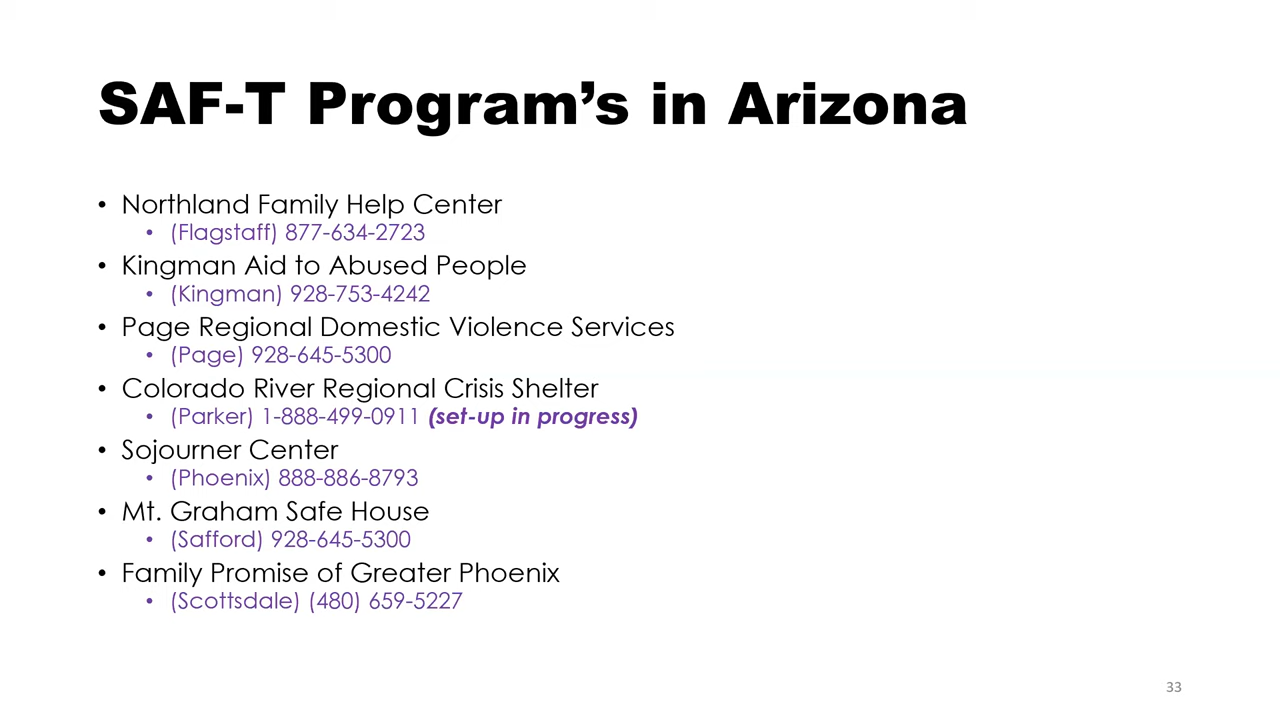 SAF-T Program’s in Arizona
• Northland Family Help Center
• (Flagstaff) 877-634-2723
• Kingman Aid to Abused People
• (Kingman) 928-753-4242
• Page Regional Domestic Violence Services
• (Page) 928-645-5300
• Colorado River Regional Crisis Shelter
• (Parker) 1-888-499-0911 (set-up in progress)
• Sojourner Center
• (Phoenix) 888-886-8793
• Mt. Graham Safe House
• (Safford) 928-645-5300
• Family Promise of Greater Phoenix
• (Scottsdale) (480) 659-5227
33